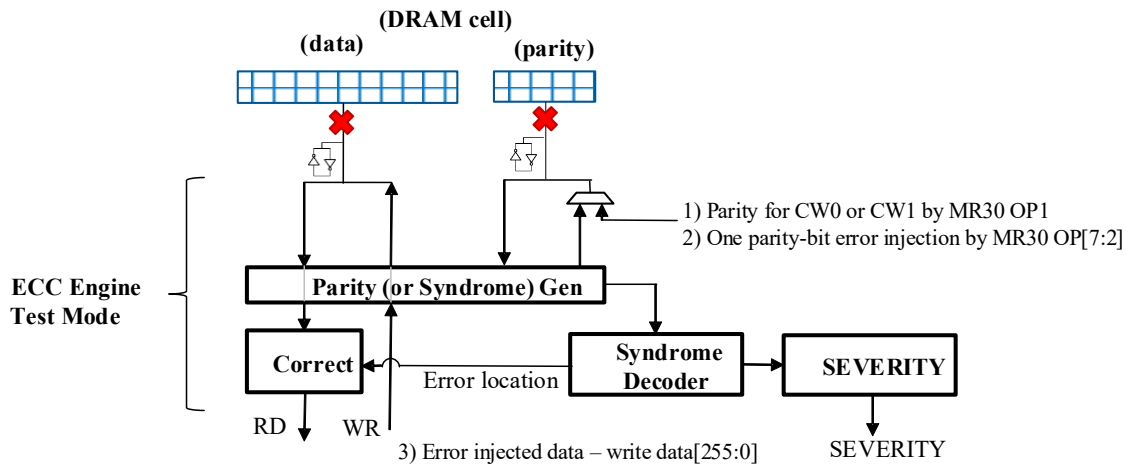 (DRAM cell)
(data)
(parity)
1) Parity for CW0 or CW1 by MR30 OP1
2) One parity-bit error injection by MR30 OP[7:2]
ECC Engine
Test Mode
Parity (or Syndrome) Gen
Correct
Error location
Syndrome
Decoder
SEVERITY
RD
WR
3) Error injected data – write data[255:0]
SEVERITY